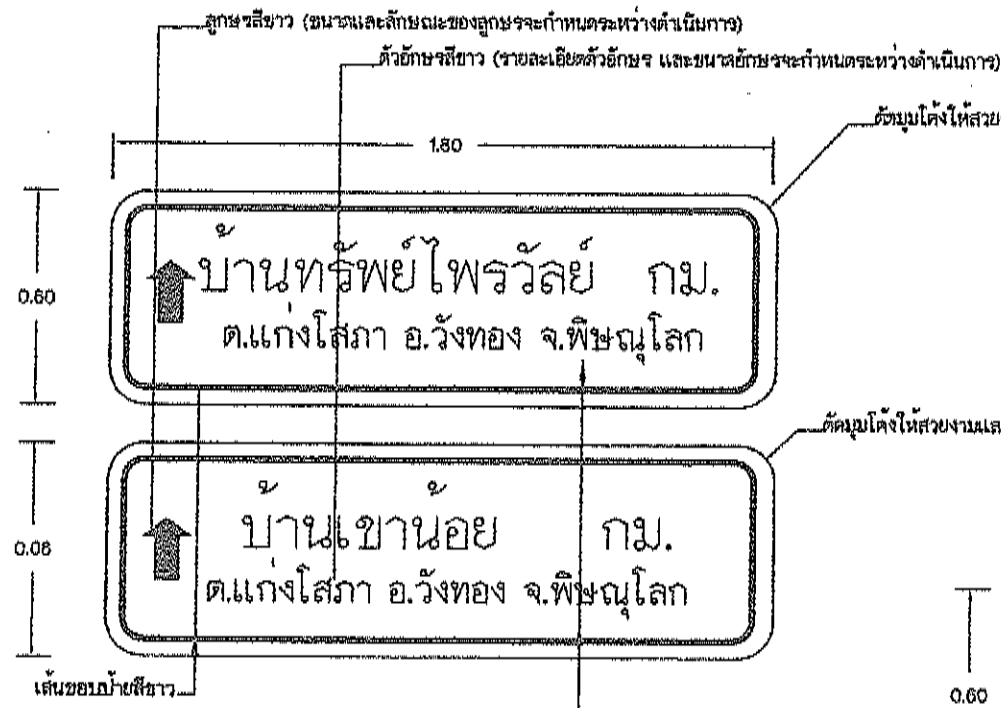 ลูกษรสีขาว (ขนาดและลักษณะของลูกษรจะกำหนดระหว่างดำเนินการ)
ตัวอักษรสีขาว (รายละเอียดตัวอักษร และขนาดอักษรจะกำหนดระหว่างดำเนินการ)
ตัดมุมโค้งให้สวย
1.80
0.60
บ้านทรัพย์ไพรวัลย์ กม.
ต.แก่งโสภา อ.วังทอง จ.พิษณุโลก
ตัดมุมโค้งให้สวยงามแล
0.06
บ้านเขาน้อย กม.
ต.แก่งโสภา อ.วังทอง จ.พิษณุโลก
เส้นขอบป้ายสีขาว
0.60